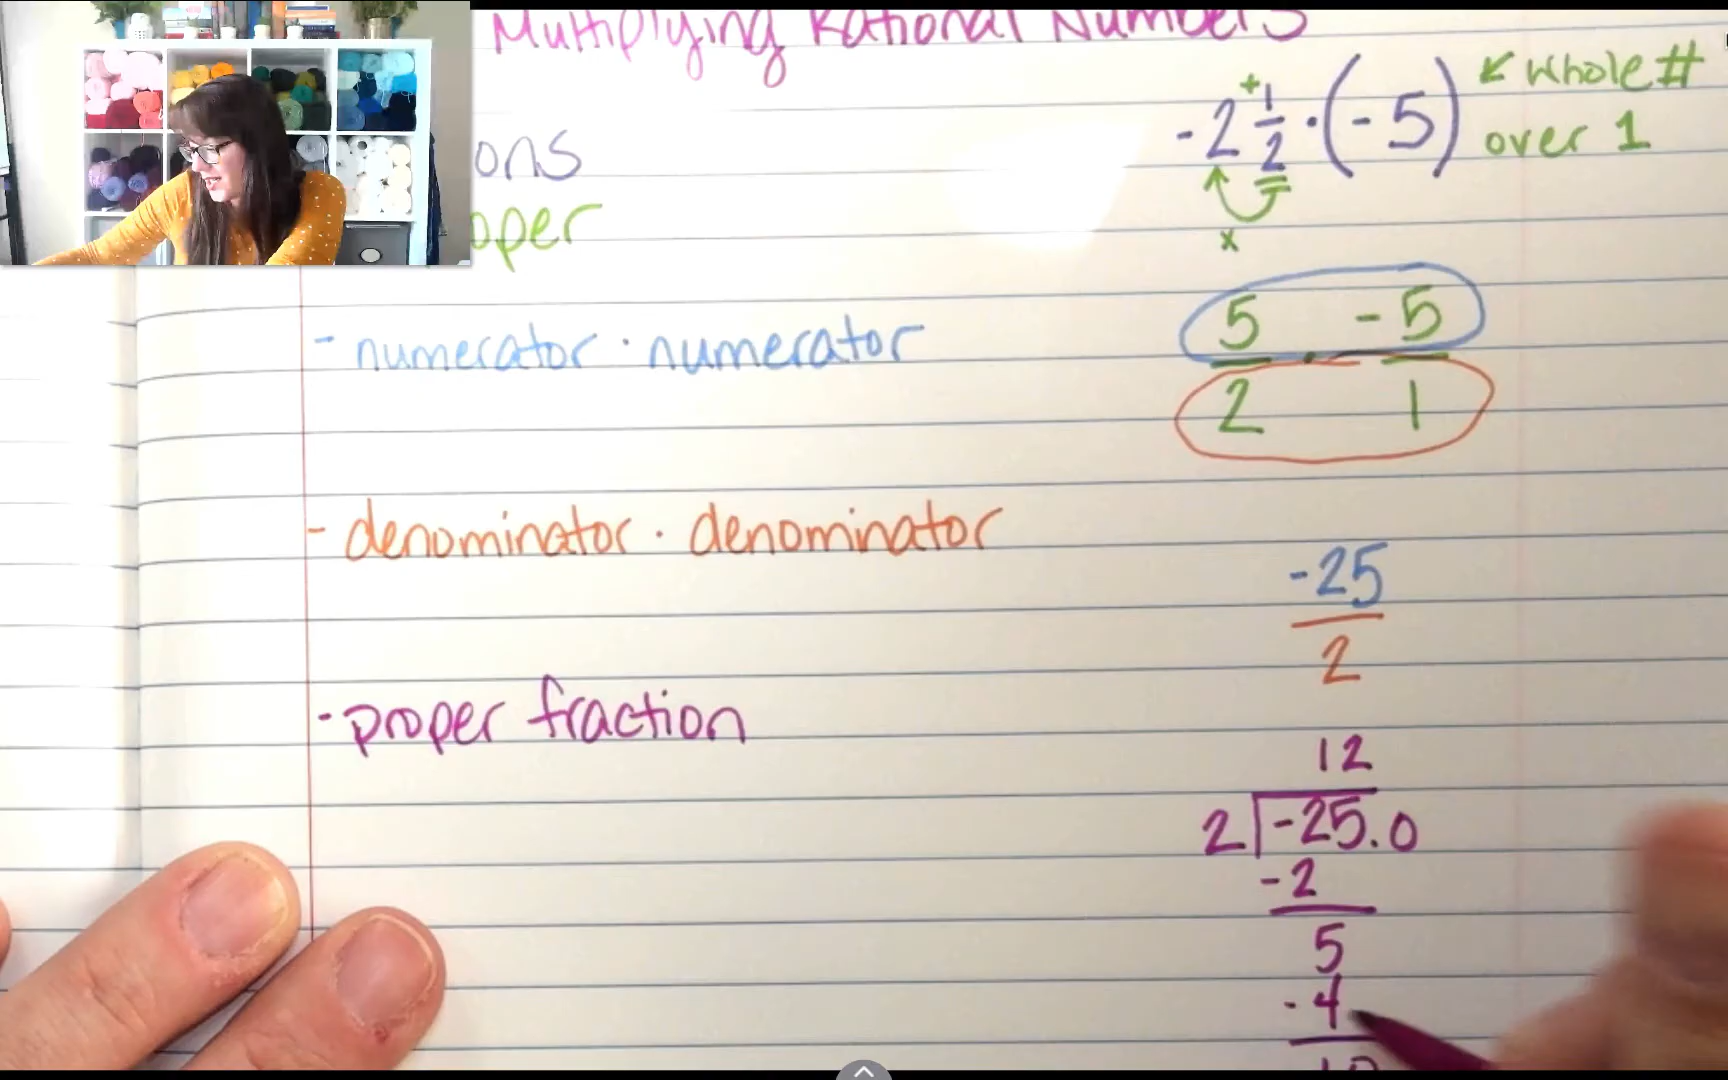 Multiplying Rational Numbers
- 2 + 1/2 · (- 5) ↙ Whole #
over 1
x
ons
oper
- numerator · numerator
5 - 5
2 · 1
- denominator · denominator
-25
2
- proper fraction
12
2 -25.0
-2
5
- 4
10